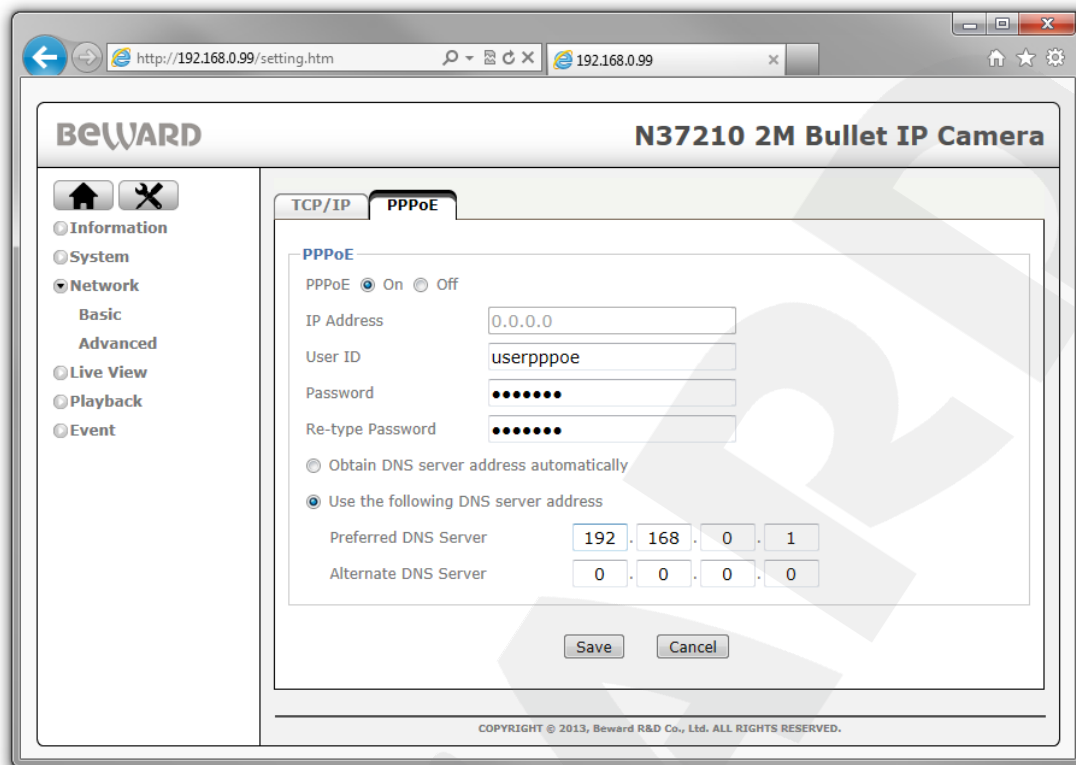 http://192.168.0.99/setting.htm
192.168.0.99
BEWARD
N37210 2M Bullet IP Camera
Information
System
Network
Basic
Advanced
Live View
Playback
Event
TCP/IP
PPPoE
PPPoE
PPPoE On Off
IP Address 0.0.0.0
User ID userpppoe
Password •••••••
Re-type Password •••••••
Obtain DNS server address automatically
Use the following DNS server address
Preferred DNS Server 192 . 168 . 0 . 1
Alternate DNS Server 0 . 0 . 0 . 0
Save Cancel
COPYRIGHT © 2013, Beward R&D Co., Ltd. ALL RIGHTS RESERVED.